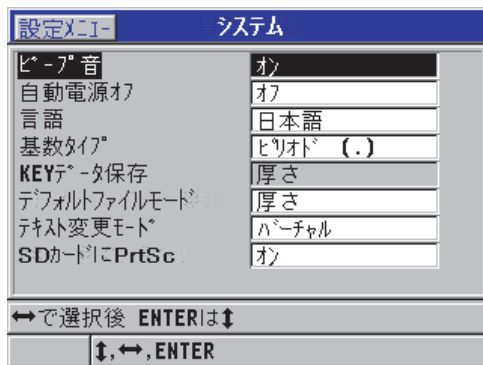 設定ﾒﾆｭｰ システム
ﾋﾞｰﾌﾟ音 ｵﾝ
自動電源ｵﾌ ｵﾌ
言語 日本語
基数ﾀｲﾌﾟ ﾋﾟﾘｵﾄﾞ (.)
KEYﾃﾞｰﾀ保存 厚さ
ﾃﾞﾌｫﾙﾄﾌｧｲﾙﾓｰﾄﾞ 厚さ
ﾃｷｽﾄ変更ﾓｰﾄﾞ ﾊﾞｰﾁｬﾙ
SDｶｰﾄﾞにPrtSc ｵﾝ
↔で選択後 ENTERは↕
↕,↔,ENTER